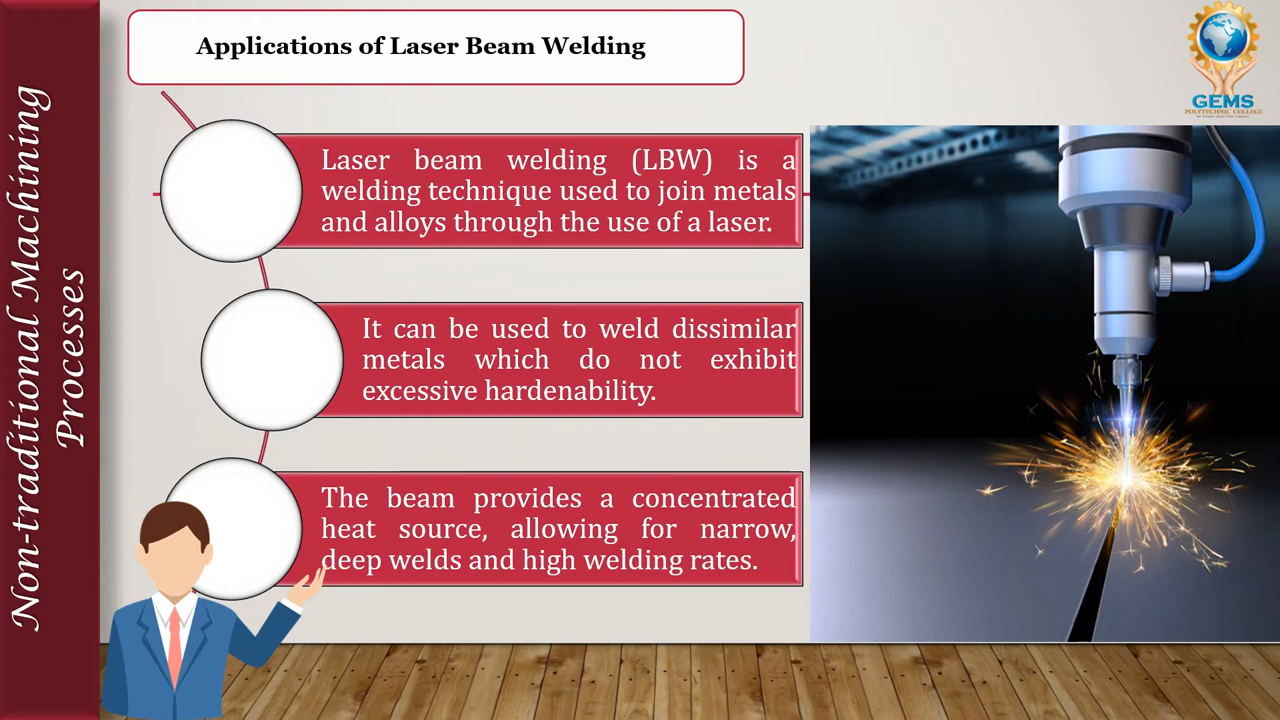 Applications of Laser Beam Welding
GEMS
POLYTECHNIC COLLEGE
Non-traditional Machining
Processes
Laser beam welding (LBW) is a
welding technique used to join metals
and alloys through the use of a laser.
It can be used to weld dissimilar
metals which do not exhibit
excessive hardenability.
The beam provides a concentrated
heat source, allowing for narrow,
deep welds and high welding rates.